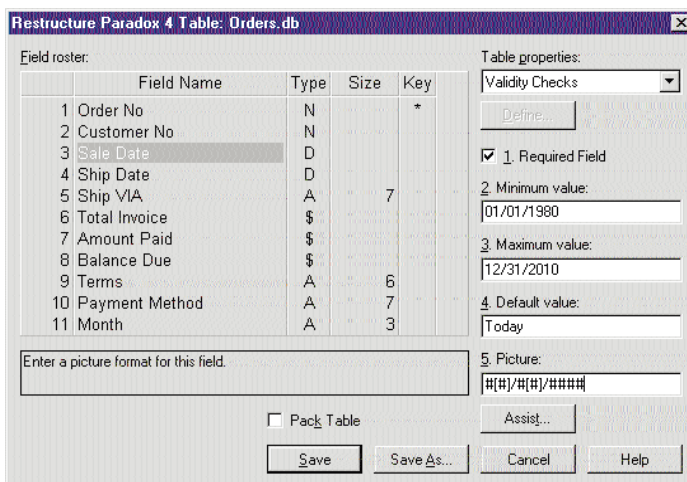 Restructure Paradox 4 Table: Orders.db
Field roster:
Field Name Type Size Key
1 Order No N *
2 Customer No N
3 Sale Date D
4 Ship Date D
5 Ship VIA A 7
6 Total Invoice $
7 Amount Paid $
8 Balance Due $
9 Terms A 6
10 Payment Method A 7
11 Month A 3
Enter a picture format for this field.
Pack Table
Save
Save As...
Table properties:
Validity Checks
Define...
1. Required Field
2. Minimum value:
01/01/1980
3. Maximum value:
12/31/2010
4. Default value:
Today
5. Picture:
#[#]/#[#]/####
Assist...
Cancel
Help